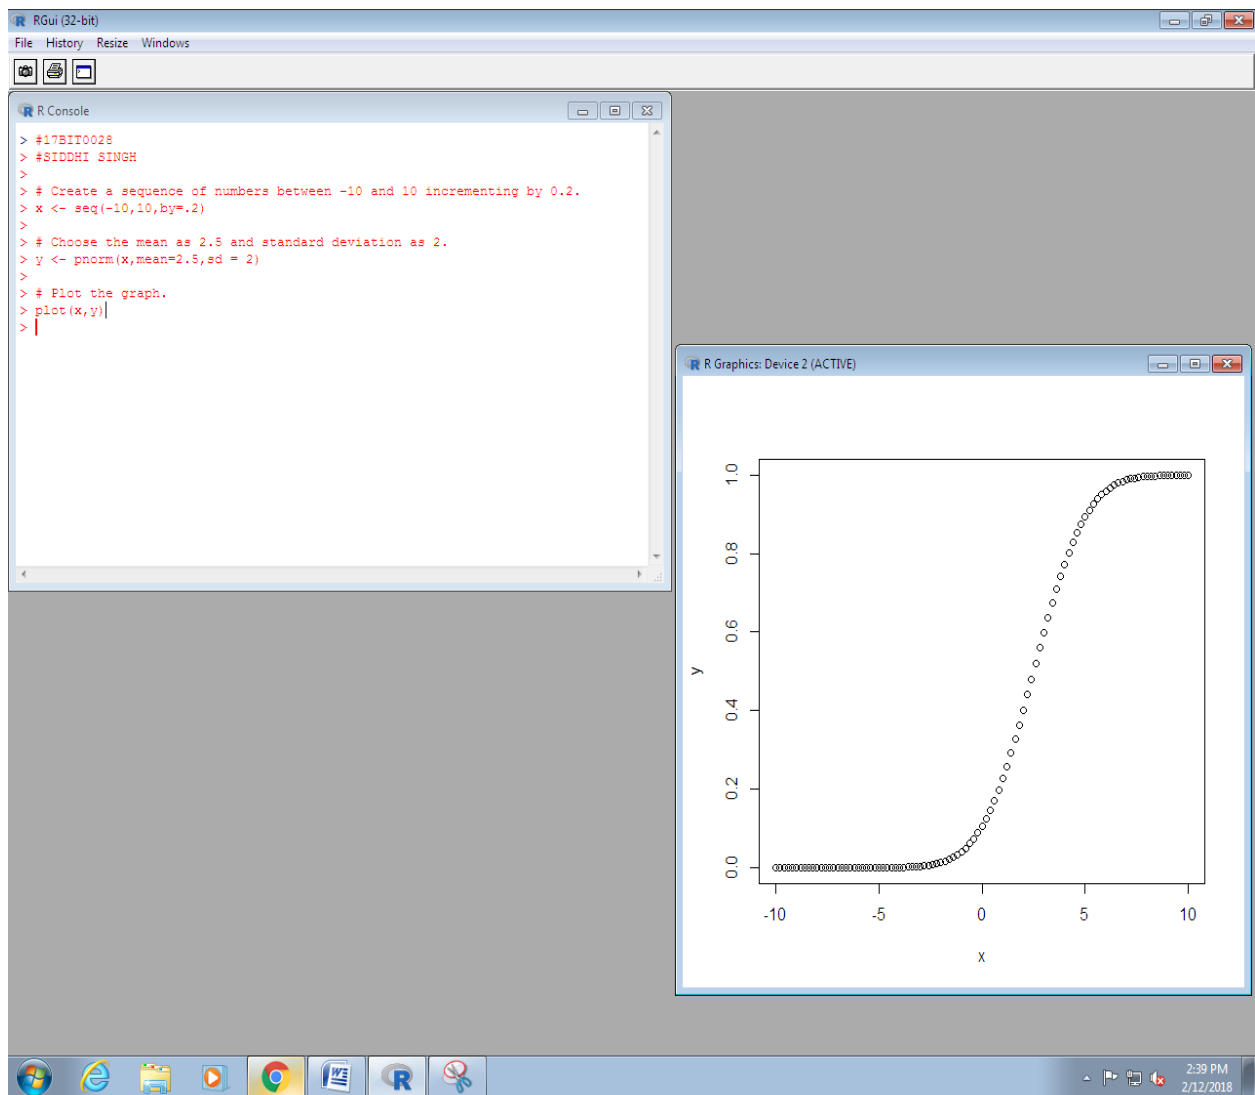 RGui (32-bit)
File History Resize Windows
R Console
> #17BIT0028
> #SIDDHI SINGH
>
> # Create a sequence of numbers between -10 and 10 incrementing by 0.2.
> x <- seq(-10,10,by=.2)
>
> # Choose the mean as 2.5 and standard deviation as 2.
> y <- pnorm(x,mean=2.5,sd = 2)
>
> # Plot the graph.
> plot(x,y)
>
R Graphics: Device 2 (ACTIVE)
1.0
0.8
0.6
y
0.4
0.2
0.0
-10 -5 0 5 10
x
2:39 PM
2/12/2018